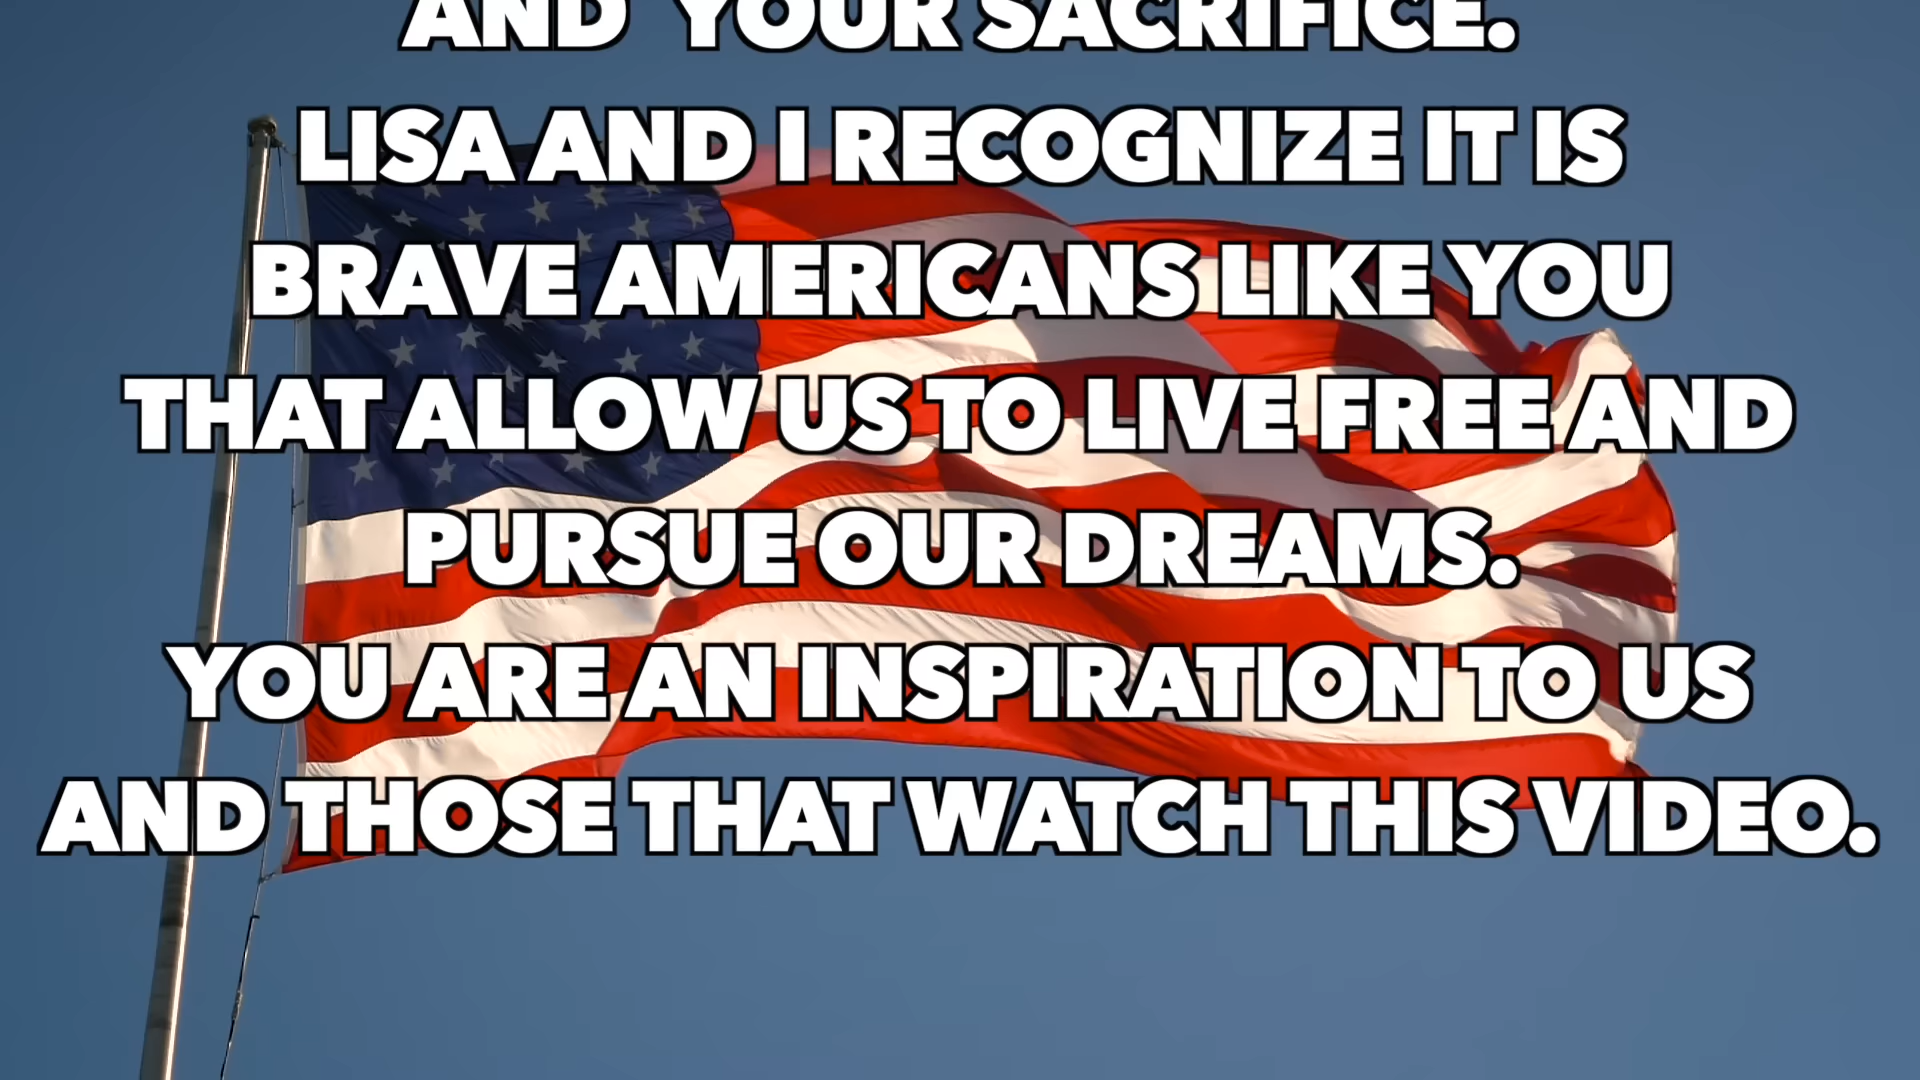 AND YOUR SACRIFICE.
LISA AND I RECOGNIZE IT IS
BRAVE AMERICANS LIKE YOU
THAT ALLOW US TO LIVE FREE AND
PURSUE OUR DREAMS.
YOU ARE AN INSPIRATION TO US
AND THOSE THAT WATCH THIS VIDEO.